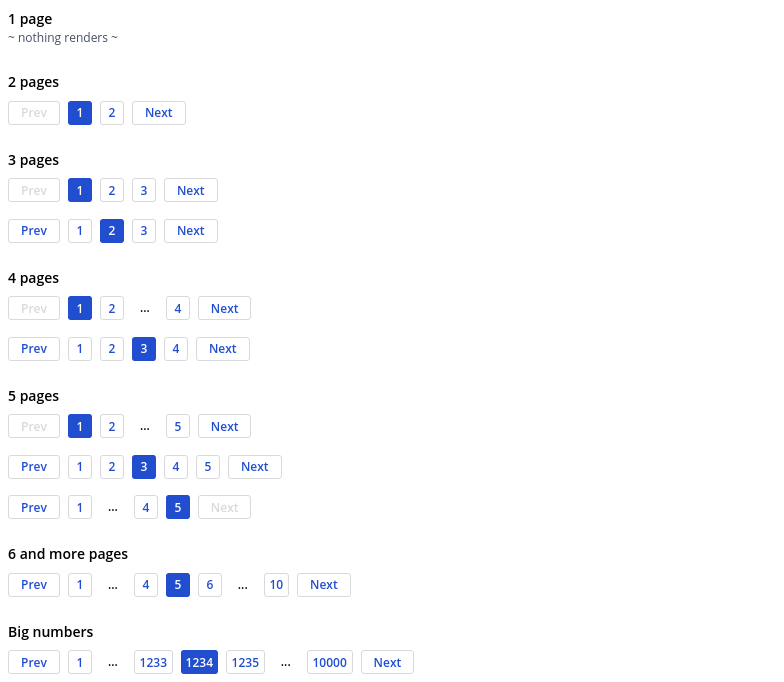 1 page
~ nothing renders ~
2 pages
Prev 1 2 Next
3 pages
Prev 1 2 3 Next
Prev 1 2 3 Next
4 pages
Prev 1 2 ... 4 Next
Prev 1 2 3 4 Next
5 pages
Prev 1 2 ... 5 Next
Prev 1 2 3 4 5 Next
Prev 1 ... 4 5 Next
6 and more pages
Prev 1 ... 4 5 6 ... 10 Next
Big numbers
Prev 1 ... 1233 1234 1235 ... 10000 Next